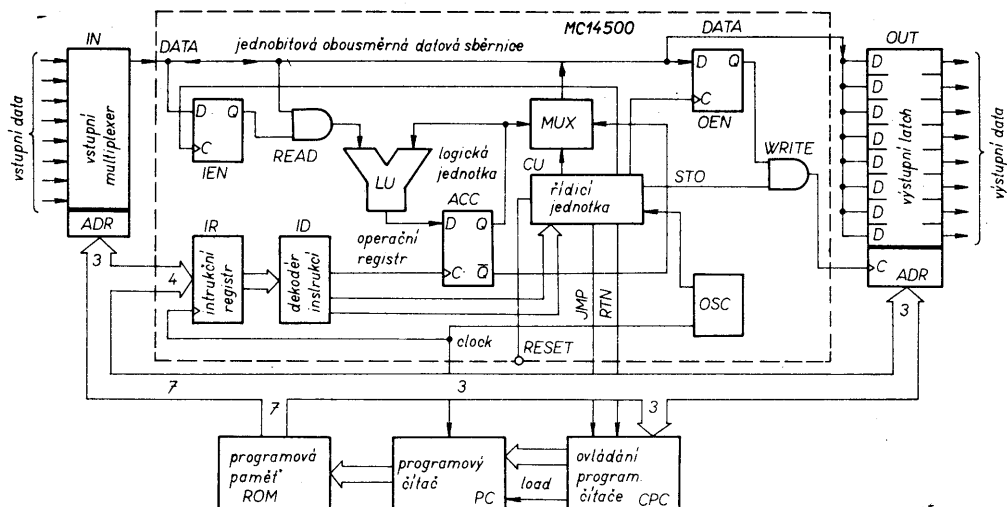 IN
DATA
jednobitová obousměrná datová sběrnice
MC14500
DATA
OUT
vstupní data
vstupní multiplexer
ADR
D
Q
C
IEN
READ
LU
logická jednotka
MUX
D
Q
C
OEN
WRITE
D
D
D
D
D
D
D
D
výstupní latch
výstupní data
C
ADR
CU
řídicí jednotka
STO
ACC
D
Q
C
Q̅
operační registr
IR
intrukční registr
ID
dekodér instrukcí
OSC
JMP
RTN
3
4
3
clock
RESET
7
3
7
3
programová
paměť
ROM
programový
čítač
PC
load
ovládání
program.
čítače
CPC